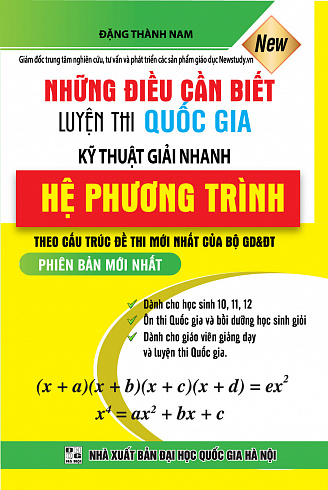 ĐẶNG THÀNH NAM
Giám đốc trung tâm nghiên cứu, tư vấn và phát triển các sản phẩm giáo dục Newstudy.vn
New
NHỮNG ĐIỀU CẦN BIẾT
LUYỆN THI QUỐC GIA
KỸ THUẬT GIẢI NHANH
HỆ PHƯƠNG TRÌNH
THEO CẤU TRÚC ĐỀ THI MỚI NHẤT CỦA BỘ GD&ĐT
PHIÊN BẢN MỚI NHẤT
✓ Dành cho học sinh 10, 11, 12
✓ Ôn thi Quốc gia và bồi dưỡng học sinh giỏi
✓ Dành cho giáo viên giảng dạy
và luyện thi Quốc gia.
(x + a)(x + b)(x + c)(x + d) = ex²
x⁴ = ax² + bx + c
NHÀ XUẤT BẢN ĐẠI HỌC QUỐC GIA HÀ NỘI